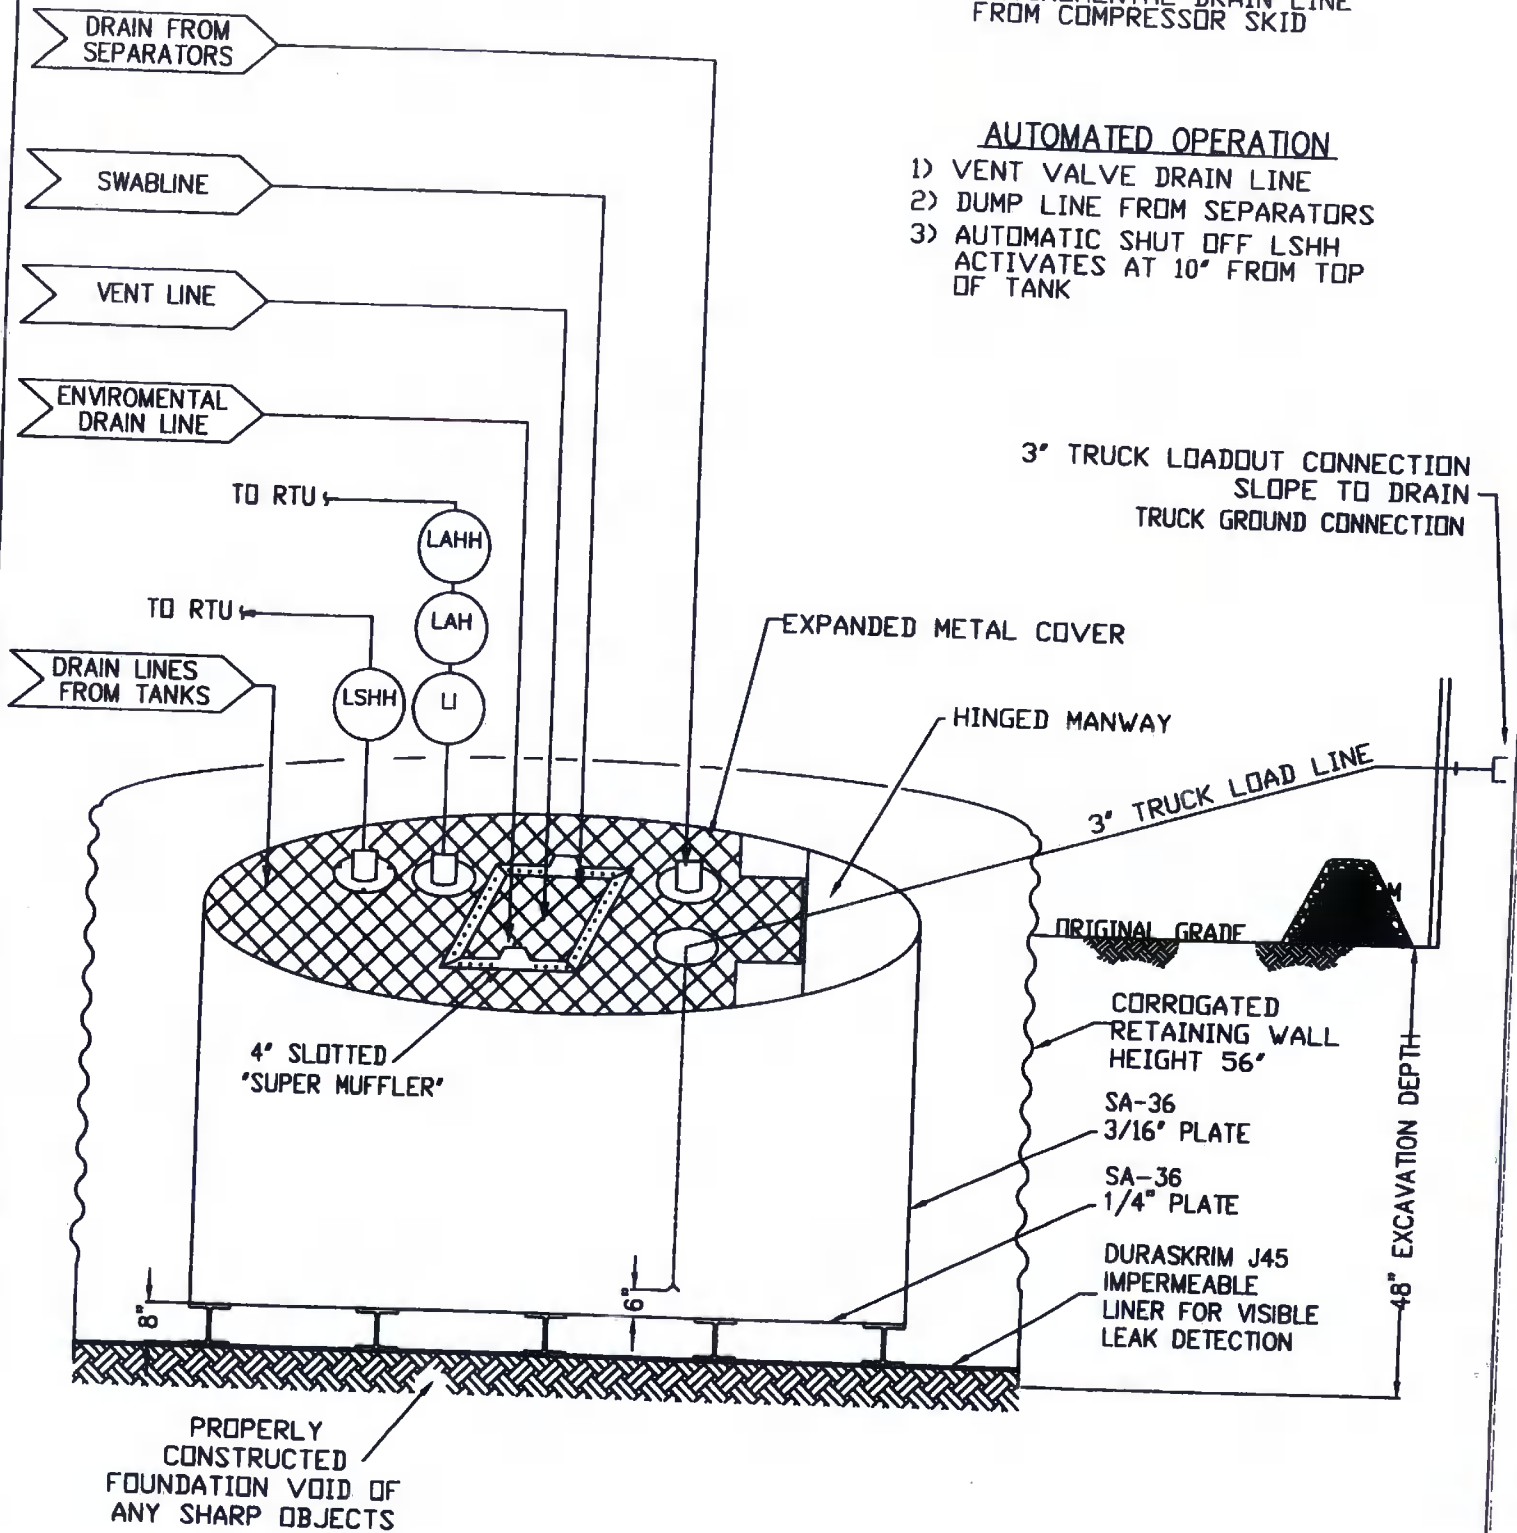 DRAIN LINE
FROM COMPRESSOR SKID
DRAIN FROM
SEPARATORS
AUTOMATED OPERATION
1) VENT VALVE DRAIN LINE
2) DUMP LINE FROM SEPARATORS
3) AUTOMATIC SHUT OFF LSHH
ACTIVATES AT 10" FROM TOP
OF TANK
SWABLINE
VENT LINE
ENVIROMENTAL
DRAIN LINE
3" TRUCK LOADOUT CONNECTION
SLOPE TO DRAIN
TRUCK GROUND CONNECTION
TO RTU
LAHH
TO RTU
LAH
EXPANDED METAL COVER
DRAIN LINES
FROM TANKS
LSHH
LI
HINGED MANWAY
3" TRUCK LOAD LINE
M
ORIGINAL GRADE
CORROGATED
RETAINING WALL
HEIGHT 56"
4" SLOTTED
"SUPER MUFFLER"
SA-36
3/16" PLATE
SA-36
1/4" PLATE
48" EXCAVATION DEPTH
DURASKRIM J45
IMPERMEABLE
LINER FOR VISIBLE
LEAK DETECTION
8"
6"
PROPERLY
CONSTRUCTED
FOUNDATION VOID OF
ANY SHARP OBJECTS